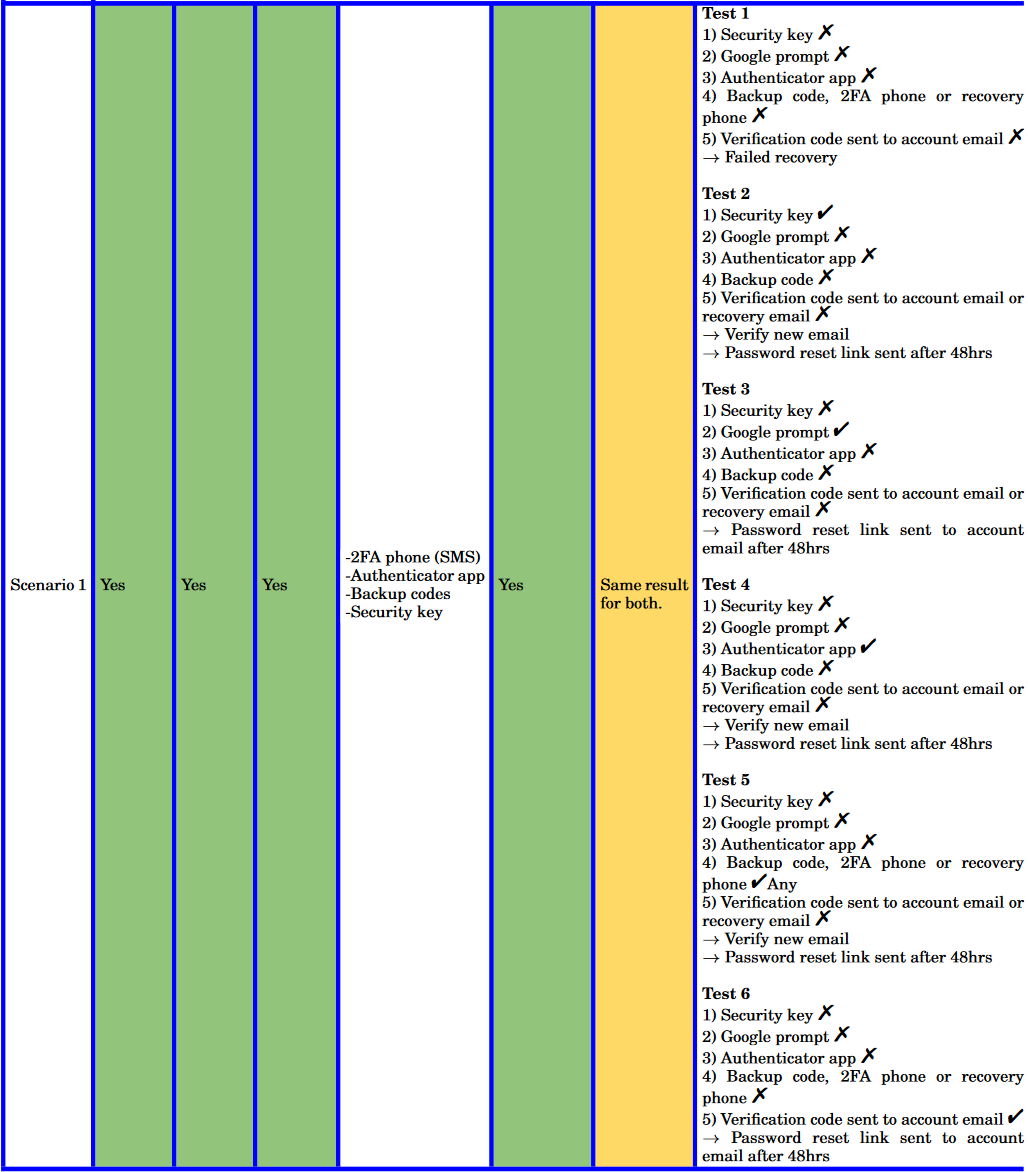 Scenario 1
Yes
Yes
Yes
-2FA phone (SMS)
-Authenticator app
-Backup codes
-Security key
Yes
Same result
for both.
Test 1
1) Security key ✗
2) Google prompt ✗
3) Authenticator app ✗
4) Backup code, 2FA phone or recovery
phone ✗
5) Verification code sent to account email ✗
→ Failed recovery
Test 2
1) Security key ✓
2) Google prompt ✗
3) Authenticator app ✗
4) Backup code ✗
5) Verification code sent to account email or
recovery email ✗
→ Verify new email
→ Password reset link sent after 48hrs
Test 3
1) Security key ✗
2) Google prompt ✓
3) Authenticator app ✗
4) Backup code ✗
5) Verification code sent to account email or
recovery email ✗
→ Password reset link sent to account
email after 48hrs
Test 4
1) Security key ✗
2) Google prompt ✗
3) Authenticator app ✓
4) Backup code ✗
5) Verification code sent to account email or
recovery email ✗
→ Verify new email
→ Password reset link sent after 48hrs
Test 5
1) Security key ✗
2) Google prompt ✗
3) Authenticator app ✗
4) Backup code, 2FA phone or recovery
phone ✓ Any
5) Verification code sent to account email or
recovery email ✗
→ Verify new email
→ Password reset link sent after 48hrs
Test 6
1) Security key ✗
2) Google prompt ✗
3) Authenticator app ✗
4) Backup code, 2FA phone or recovery
phone ✗
5) Verification code sent to account email ✓
→ Password reset link sent to account
email after 48hrs